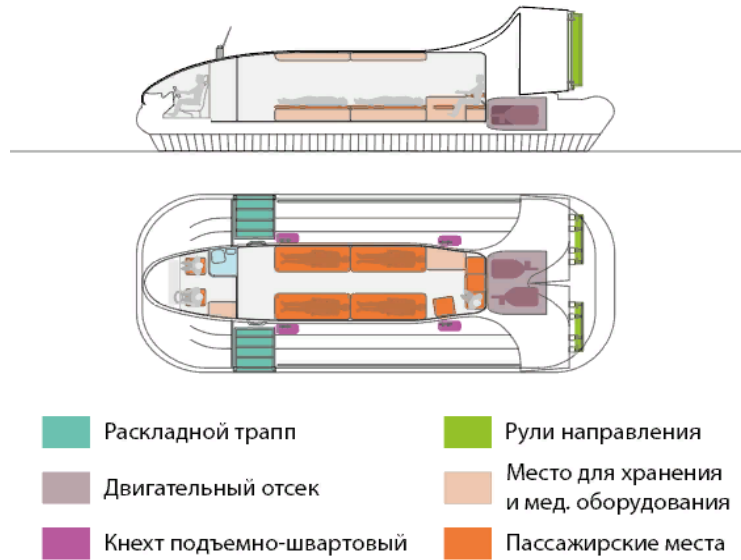 Раскладной трапп
Рули направления
Двигательный отсек
Место для хранения
и мед. оборудования
Кнехт подъемно-швартовый
Пассажирские места